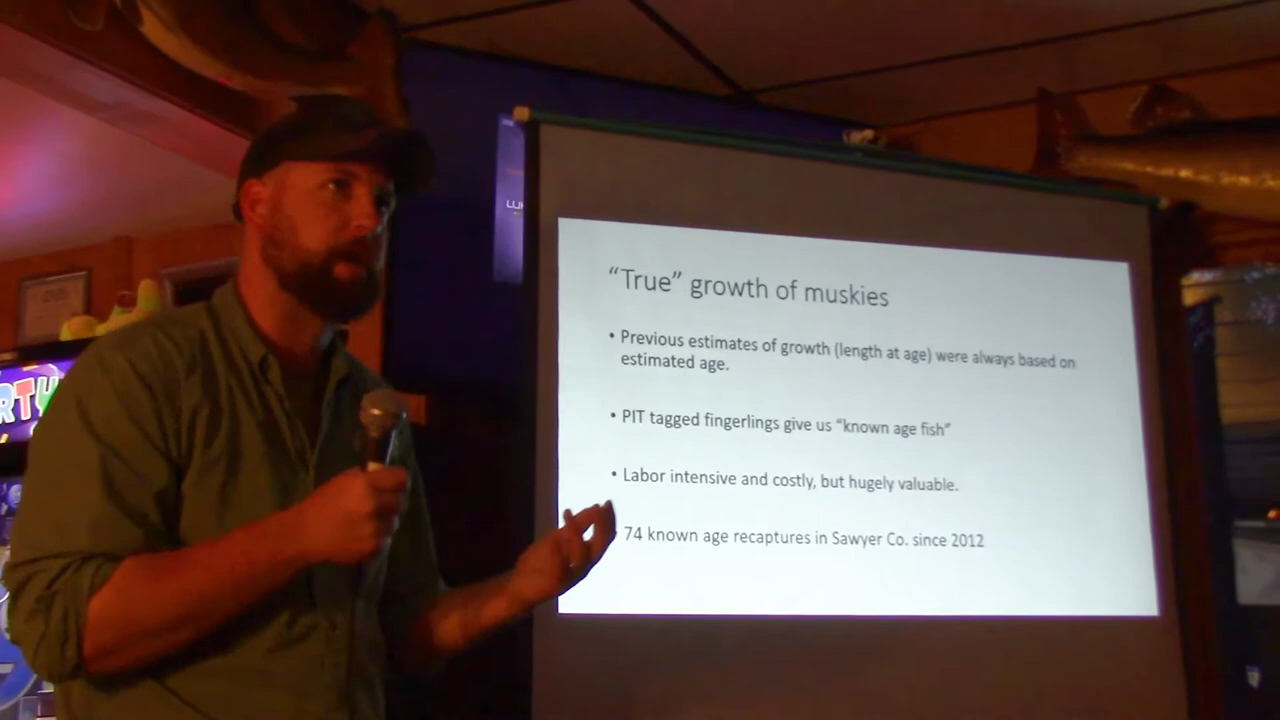 “True” growth of muskies
• Previous estimates of growth (length at age) were always based on
estimated age.
• PIT tagged fingerlings give us “known age fish”
• Labor intensive and costly, but hugely valuable.
74 known age recaptures in Sawyer Co. since 2012